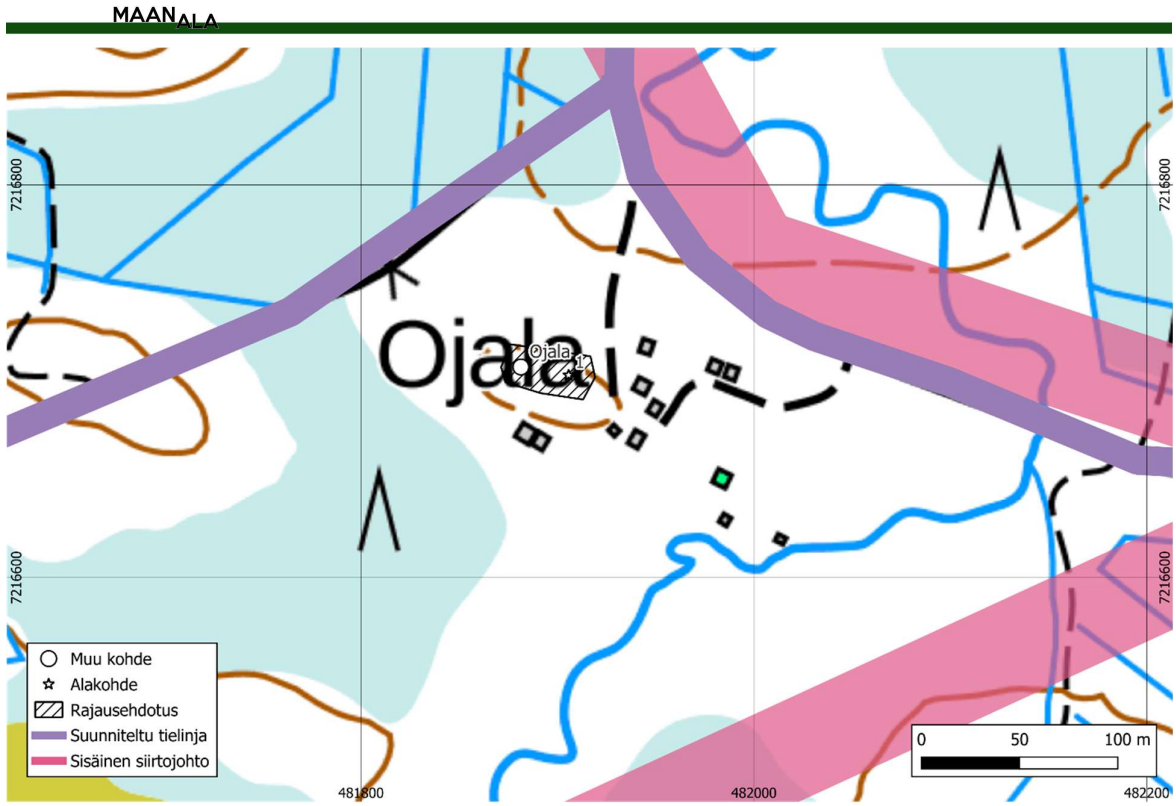 MAANALA
7216800
7216800
Ojala
Ojala 1
7216600
7216600
Muu kohde
Alakohde
Rajausehdotus
Suunniteltu tielinja
Sisäinen siirtojohto
0 50 100 m
481800
482000
482200